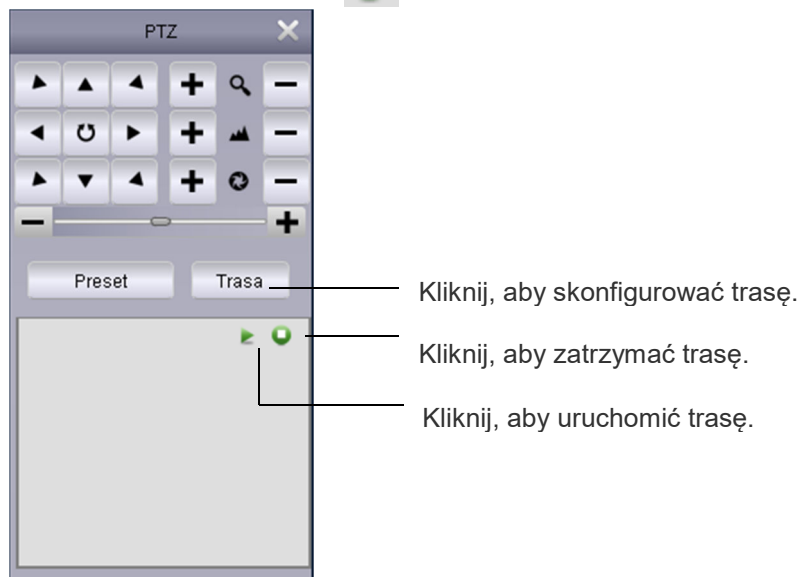 PTZ
Preset
Trasa
Kliknij, aby skonfigurować trasę.
Kliknij, aby zatrzymać trasę.
Kliknij, aby uruchomić trasę.